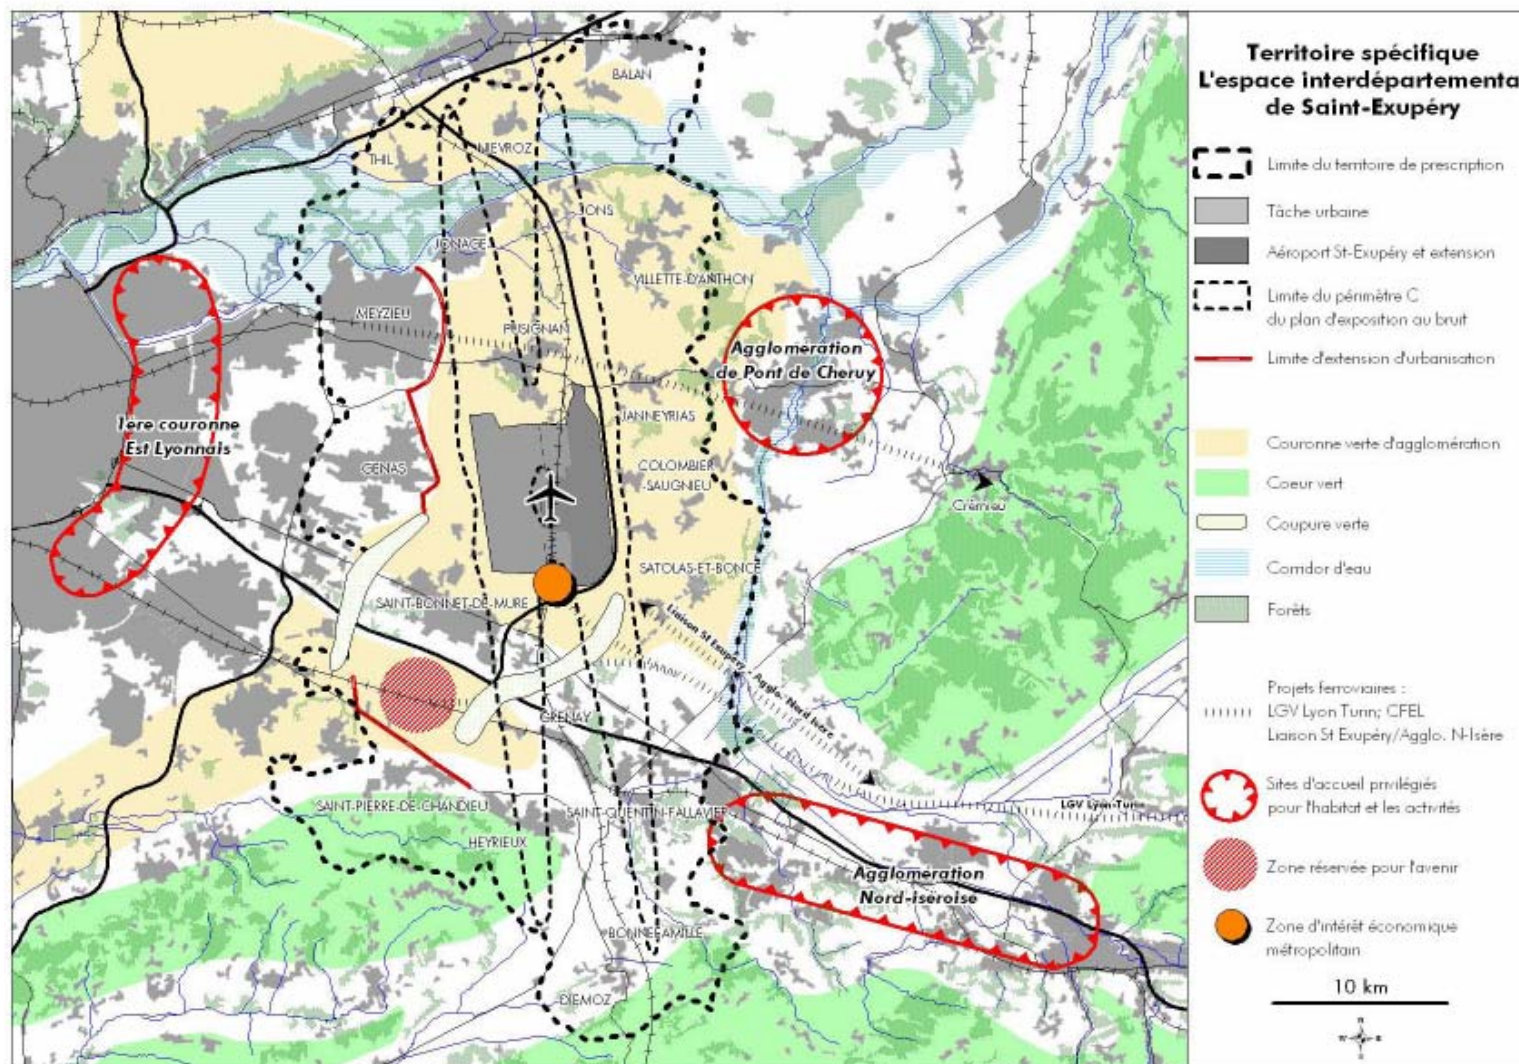 Territoire spécifique
L'espace interdépartementa
de Saint-Exupéry
Limite du territoire de prescription
Tâche urbaine
Aéroport St-Exupéry et extension
Limite du périmètre C
du plan d'exposition au bruit
Limite d'extension d'urbanisation
Couronne verte d'agglomération
Coeur vert
Coupure verte
Corridor d'eau
Forêts
Projets ferroviaires :
LGV Lyon Turin; CFEL
Liaison St Exupéry/Agglo. N-Isère
Sites d'accueil privilégiés
pour l'habitat et les activités
Zone réservée pour l'avenir
Zone d'intérêt économique
métropolitain
10 km
N
W E
S
BALAN
THIL
NIEVROZ
JONS
JONAGE
VILLETTE-D'ANTHON
MEYZIEU
PUSIGNAN
Agglomération
de Pont de Cheruy
JANNEYRIAS
1ere couronne
Est Lyonnais
GENAS
COLOMBIER
-SAUGNIEU
Crémieu
SATOLAS-ET-BONCE
SAINT-BONNET-DE-MURE
Liaison St Exupéry - Agglo. Nord Isère
GRENAY
SAINT-PIERRE-DE-CHANDIEU
SAINT-QUENTIN-FALLAVIER
LGV Lyon-Turin
HEYRIEUX
Agglomération
Nord-isèroise
BONNEFAMILLE
DIEMOZ